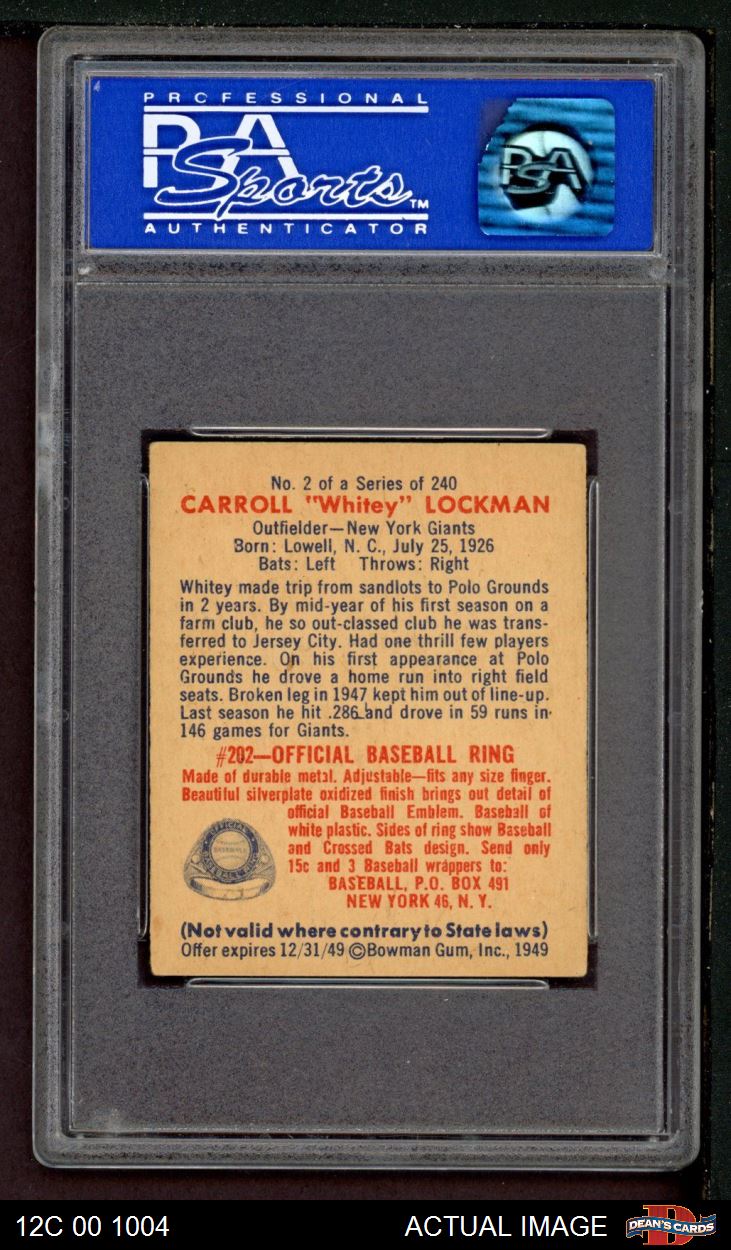 PROFESSIONAL
PSA
Sports TM
AUTHENTICATOR
PSA
No. 2 of a Series of 240
CARROLL "Whitey" LOCKMAN
Outfielder—New York Giants
Born: Lowell, N. C., July 25, 1926
Bats: Left Throws: Right
Whitey made trip from sandlots to Polo Grounds
in 2 years. By mid-year of his first season on a
farm club, he so out-classed club he was trans-
ferred to Jersey City. Had one thrill few players
experience. On his first appearance at Polo
Grounds he drove a home run into right field
seats. Broken leg in 1947 kept him out of line-up.
Last season he hit .286 and drove in 59 runs in
146 games for Giants.
#202—OFFICIAL BASEBALL RING
Made of durable metal. Adjustable—fits any size finger.
Beautiful silverplate oxidized finish brings out detail of
official Baseball Emblem. Baseball of
white plastic. Sides of ring show Baseball
and Crossed Bats design. Send only
15c and 3 Baseball wrappers to:
BASEBALL, P.O. BOX 491
NEW YORK 46, N. Y.
OFFICIAL
BASEBALL
BASEBALL RING
(Not valid where contrary to State laws)
Offer expires 12/31/49 ©Bowman Gum, Inc., 1949
12C 00 1004
ACTUAL IMAGE
DEAN'S CARDS